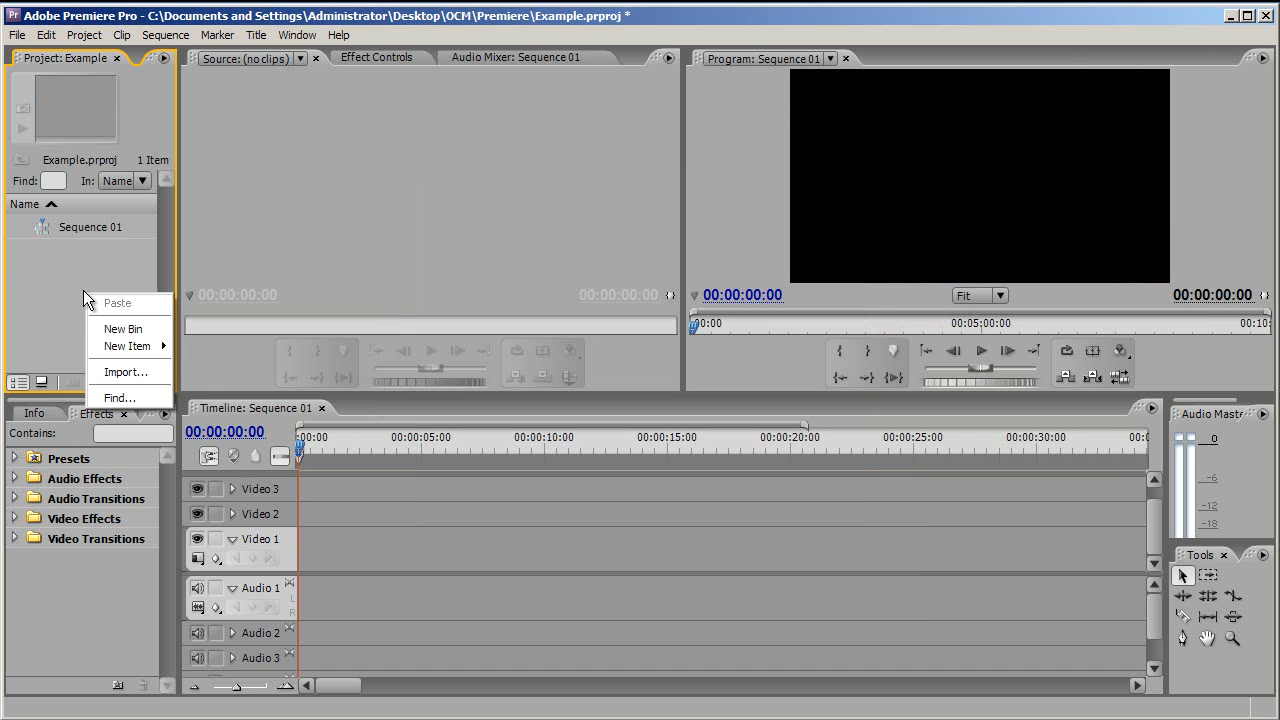 Adobe Premiere Pro - C:\Documents and Settings\Administrator\Desktop\OCM\Premiere\Example.prproj *
File Edit Project Clip Sequence Marker Title Window Help
Project: Example
Example.prproj 1 Item
Find: In: Name
Name
Sequence 01
Paste
New Bin
New Item
Import...
Find...
Source: (no clips) Effect Controls Audio Mixer: Sequence 01
00:00:00:00 00:00:00:00
Program: Sequence 01
00:00:00:00 Fit 00:00:00:00
00:00 00:05:00:00 00:10:
Info Effects
Contains:
Presets
Audio Effects
Audio Transitions
Video Effects
Video Transitions
Timeline: Sequence 01
00:00:00:00
:00:00 00:00:05:00 00:00:10:00 00:00:15:00 00:00:20:00 00:00:25:00 00:00:30:00 00:0
Video 3
Video 2
Video 1
Audio 1
L
R
Audio 2
Audio 3
Audio Maste
0
-6
-12
-18
Tools